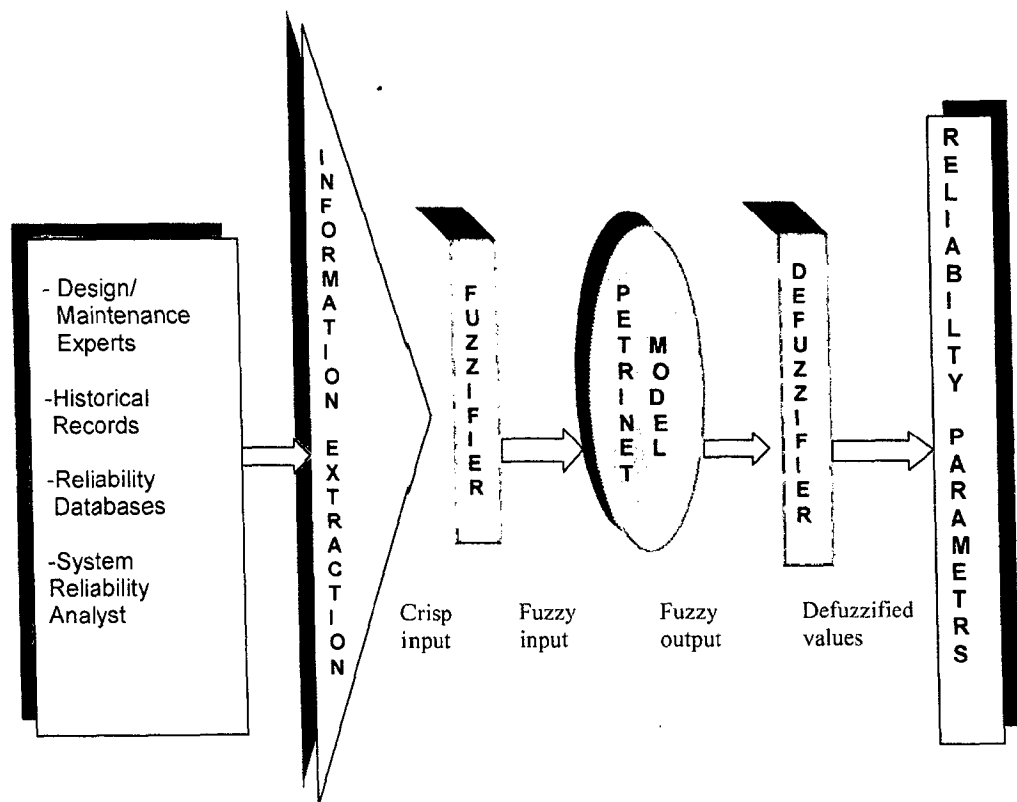 - Design/
Maintenance
Experts
-Historical
Records
-Reliability
Databases
-System
Reliability
Analyst
INFORMATION EXTRACTION
FUZZIFIER
PETRINET
MODEL
DEFUZZIFIER
RELIABILTY PARAMETRS
Crisp
input
Fuzzy
input
Fuzzy
output
Defuzzified
values